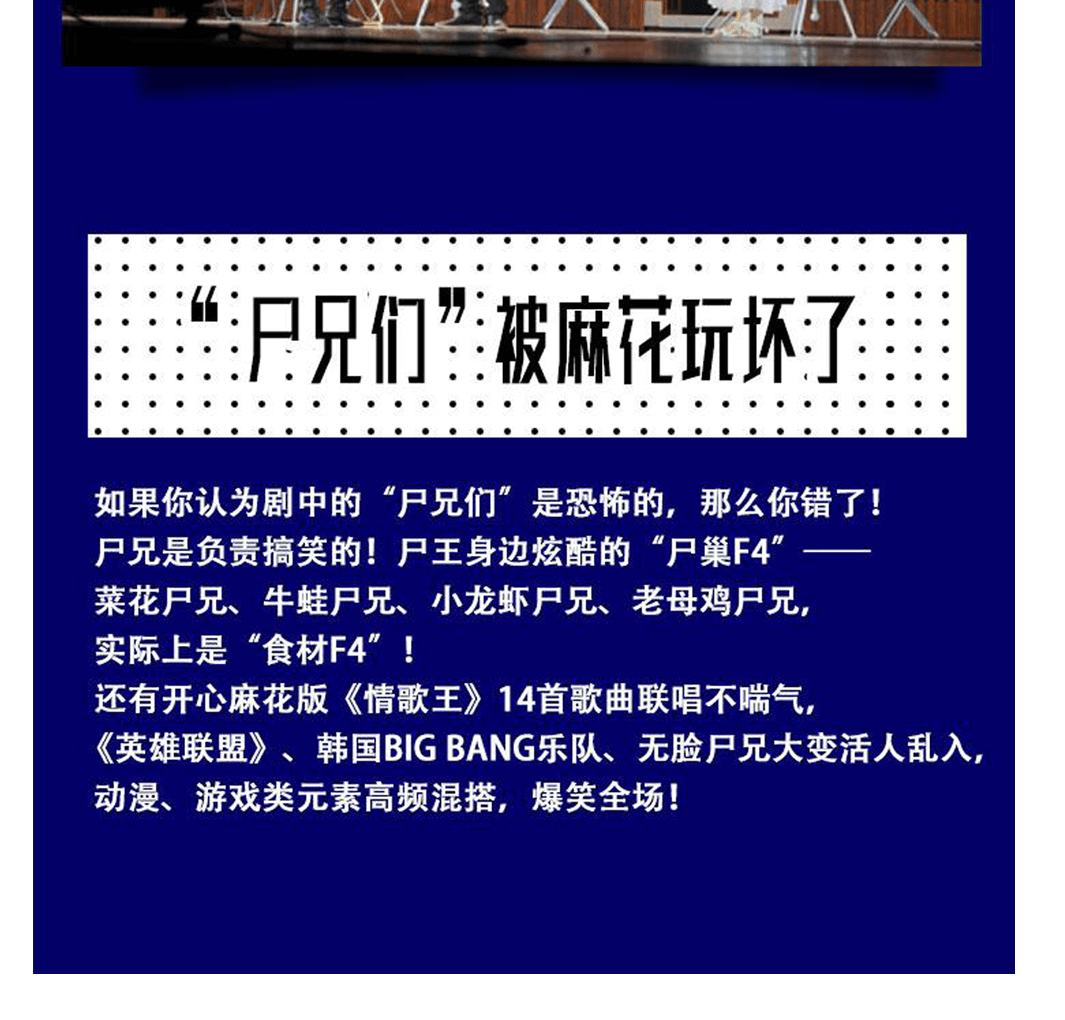 “尸兄们”被麻花玩坏了
如果你认为剧中的“尸兄们”是恐怖的，那么你错了！
尸兄是负责搞笑的！尸王身边炫酷的“尸巢F4”——
菜花尸兄、牛蛙尸兄、小龙虾尸兄、老母鸡尸兄，
实际上是“食材F4”！
还有开心麻花版《情歌王》14首歌曲联唱不喘气，
《英雄联盟》、韩国BIG BANG乐队、无脸尸兄大变活人乱入，
动漫、游戏类元素高频混搭，爆笑全场！